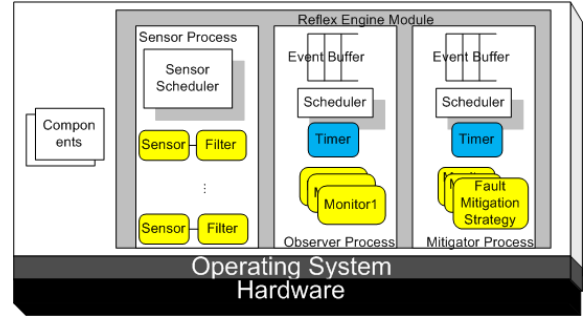 Reflex Engine Module
Sensor Process
Sensor
Scheduler
Sensor
Filter
...
Sensor
Filter
Event Buffer
Scheduler
Timer
Monitor1
Observer Process
Event Buffer
Scheduler
Timer
Fault
Mitigation
Strategy
Mitigator Process
Compon
ents
Operating System
Hardware